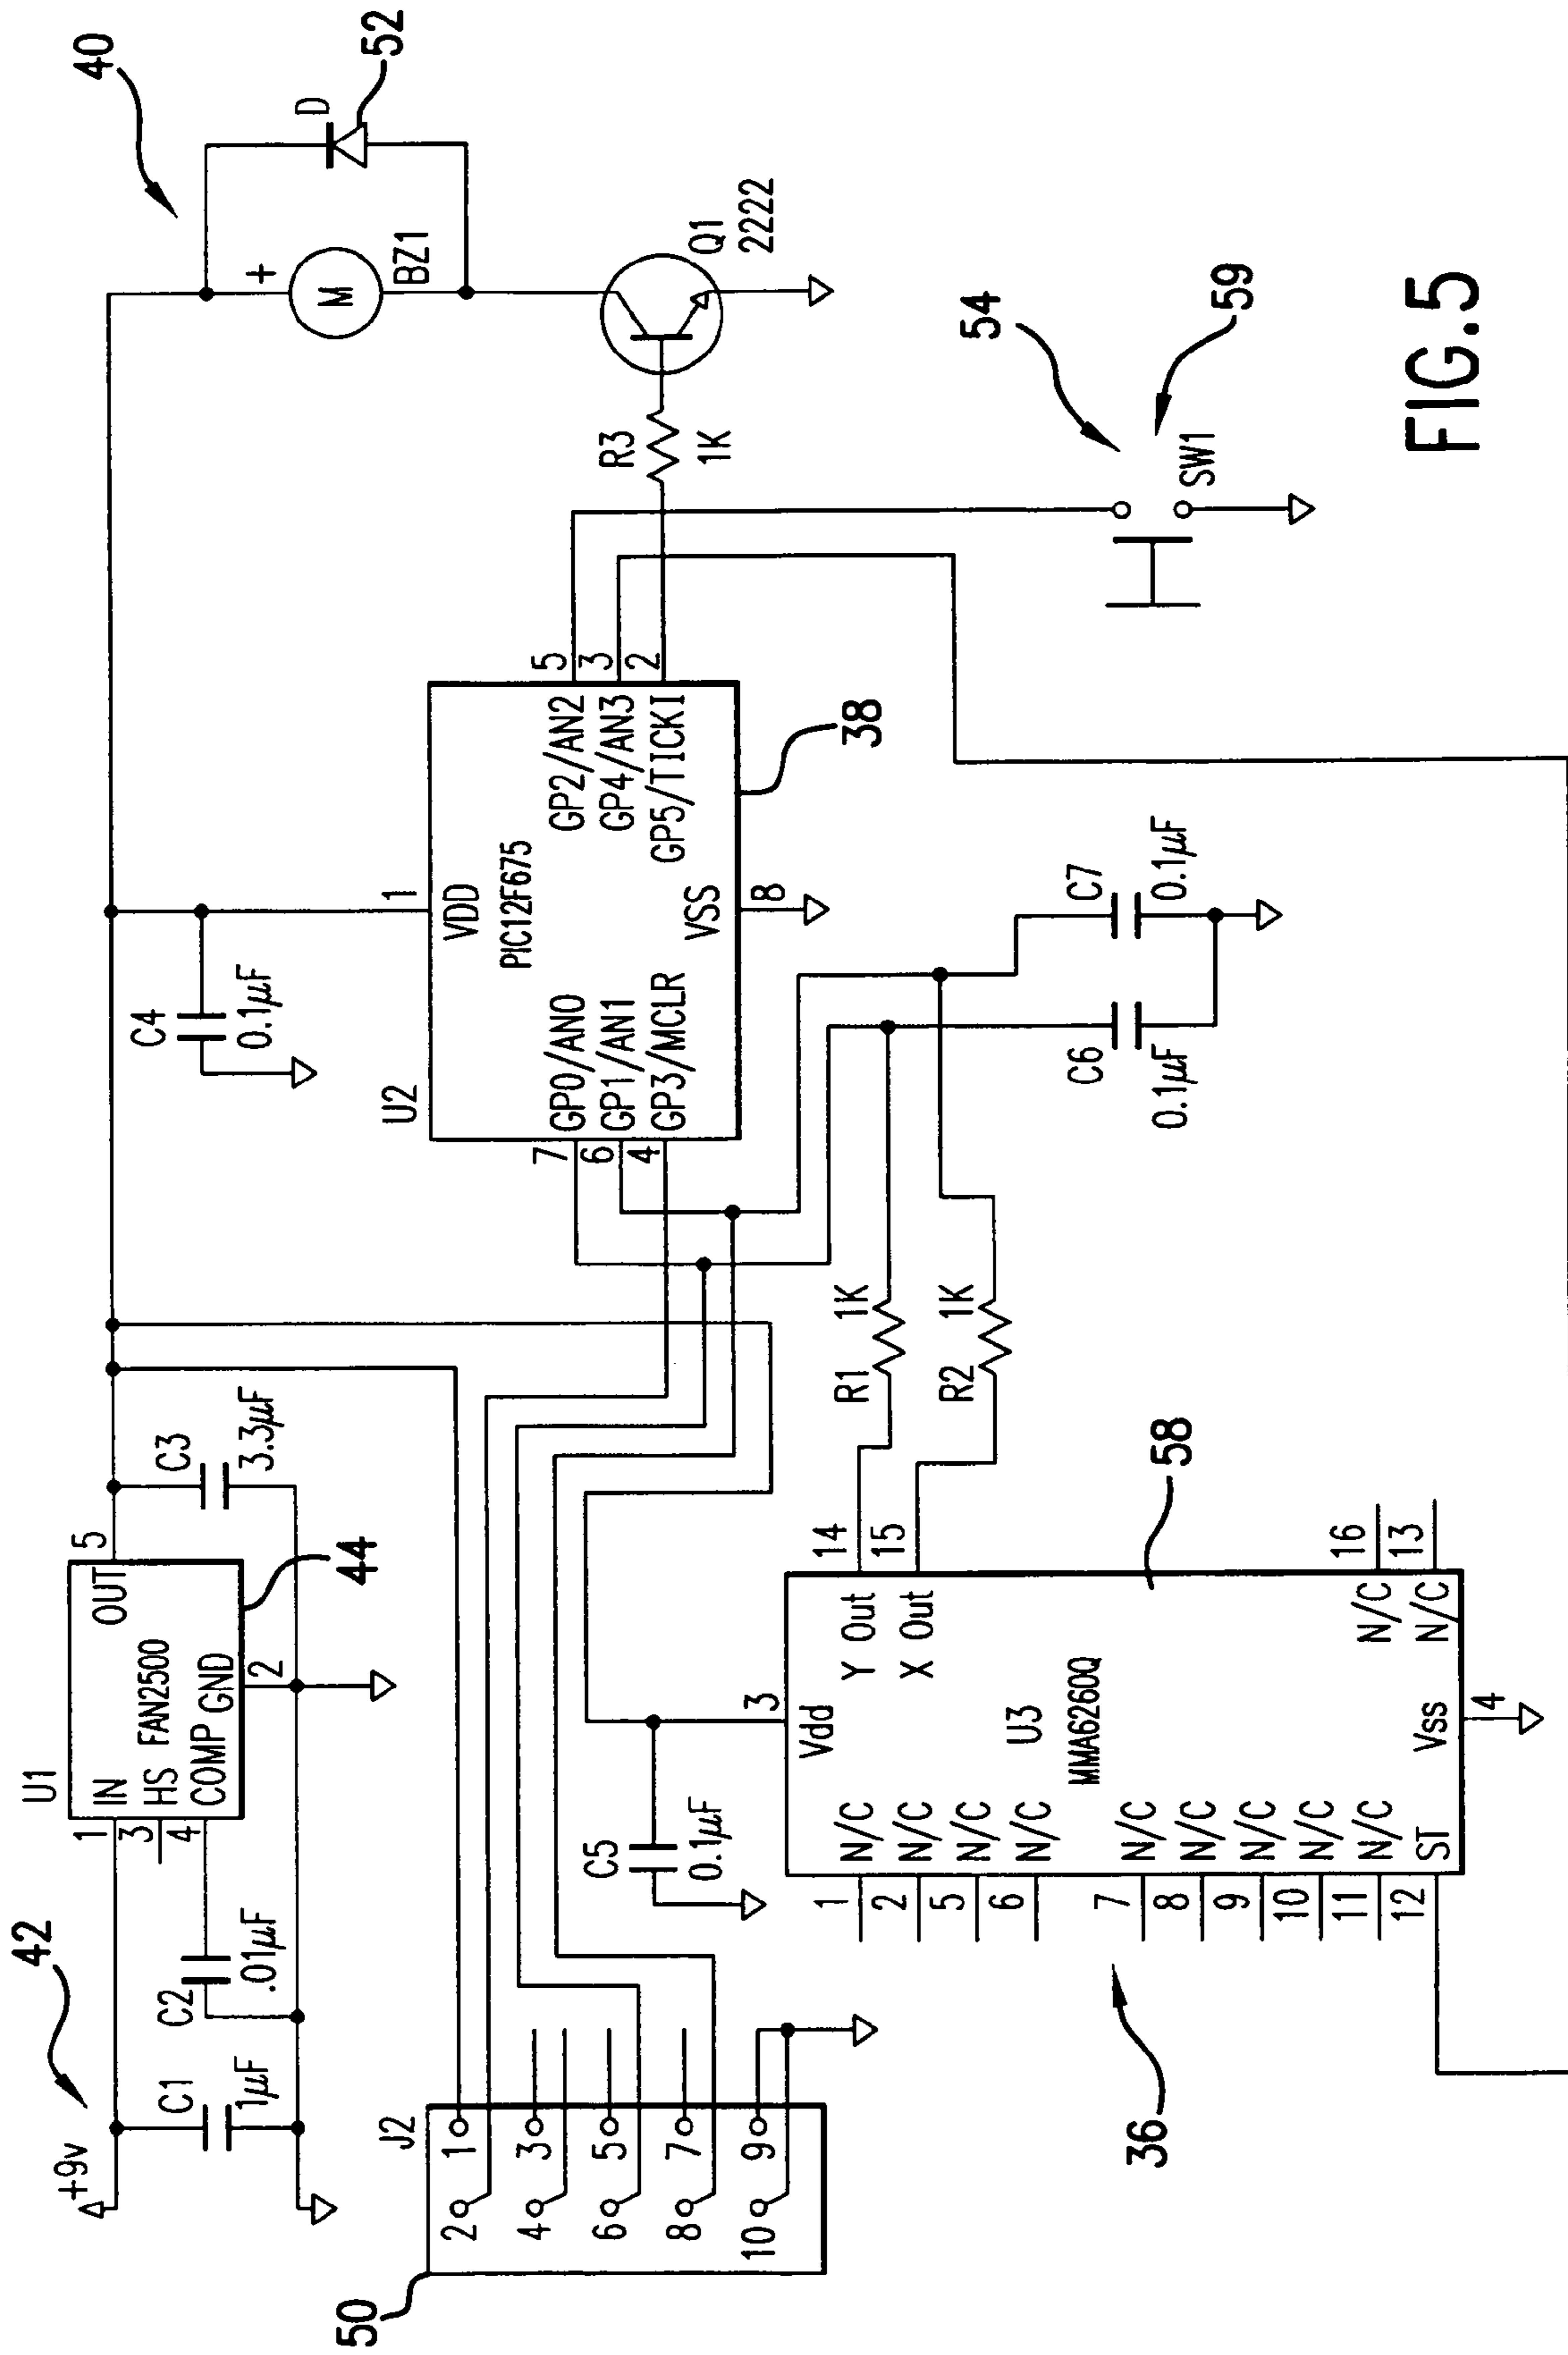 40
52
D
+
M
BZ1
Q1
2222
R3
1K
54
59
SW1
FIG.5
C4
0.1µF
1
VDD
U2
PIC12F675
GP0/AN0
GP1/AN1
GP3/MCLR
GP2/AN2
GP4/AN3
GP5/TICKI
VSS
7
6
4
5
3
2
8
38
C7
0.1µF
C6
0.1µF
42
+9v
C1
1µF
C2
.01µF
U1
1
3
4
IN
HS
COMP
FAN2500
OUT
GND
5
2
44
C3
3.3µF
J2
50
1
2
3
4
5
6
7
8
9
10
C5
0.1µF
R1
1K
R2
1K
3
Vdd
14
15
Y Out
X Out
58
U3
MMA6260Q
1
N/C
2
N/C
5
N/C
6
N/C
7
N/C
8
N/C
9
N/C
10
N/C
11
N/C
12
ST
N/C
16
N/C
13
Vss
4
36